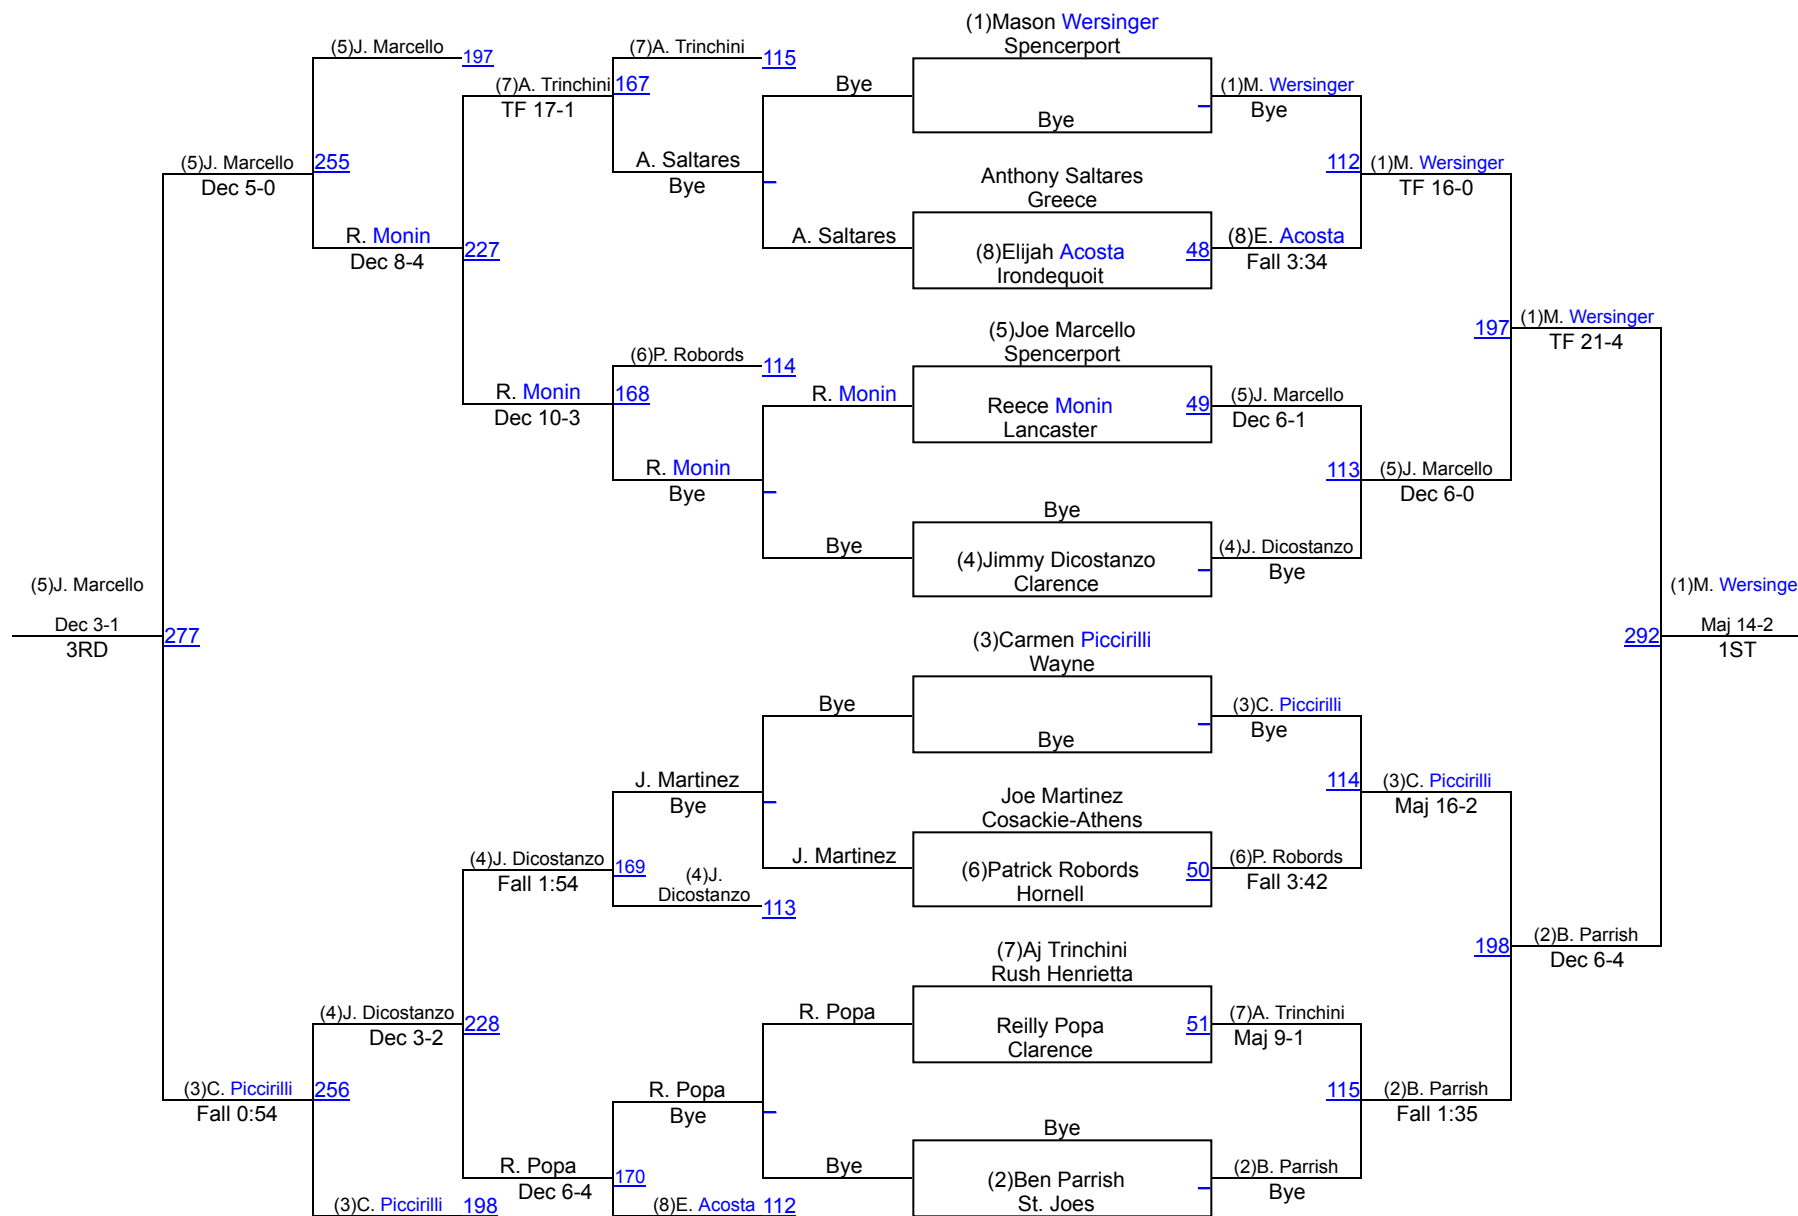 (1)Mason Wersinger
Spencerport
Bye
(5)J. Marcello 197
(7)A. Trinchini 115
(7)A. Trinchini 167
TF 17-1
Bye
(1)M. Wersinger
Bye
A. Saltares
Bye
Anthony Saltares
Greece
112
(1)M. Wersinger
TF 16-0
(5)J. Marcello 255
Dec 5-0
R. Monin 227
Dec 8-4
A. Saltares
(8)Elijah Acosta 48
Irondequoit
(8)E. Acosta
Fall 3:34
(5)Joe Marcello
Spencerport
197
(1)M. Wersinger
TF 21-4
(6)P. Robords 114
R. Monin 168
Dec 10-3
R. Monin
Reece Monin 49
Lancaster
(5)J. Marcello
Dec 6-1
R. Monin
Bye
113
(5)J. Marcello
Dec 6-0
Bye
Bye
(4)Jimmy Dicostanzo
Clarence
(4)J. Dicostanzo
Bye
(5)J. Marcello
Dec 3-1
3RD
277
(1)M. Wersinge
292
Maj 14-2
1ST
(3)Carmen Piccirilli
Wayne
Bye
Bye
(3)C. Piccirilli
Bye
J. Martinez
Bye
Joe Martinez
Cosackie-Athens
114
(3)C. Piccirilli
Maj 16-2
(4)J. Dicostanzo 169
Fall 1:54
J. Martinez
(6)Patrick Robords 50
Hornell
(6)P. Robords
Fall 3:42
(4)J.
Dicostanzo 113
(7)Aj Trinchini
Rush Henrietta
198
(2)B. Parrish
Dec 6-4
(4)J. Dicostanzo 228
Dec 3-2
R. Popa
Reilly Popa 51
Clarence
(7)A. Trinchini
Maj 9-1
(3)C. Piccirilli 256
Fall 0:54
R. Popa
Bye
115
(2)B. Parrish
Fall 1:35
Bye
R. Popa 170
Dec 6-4
Bye
(2)Ben Parrish
St. Joes
(2)B. Parrish
Bye
(3)C. Piccirilli 198
(8)E. Acosta 112